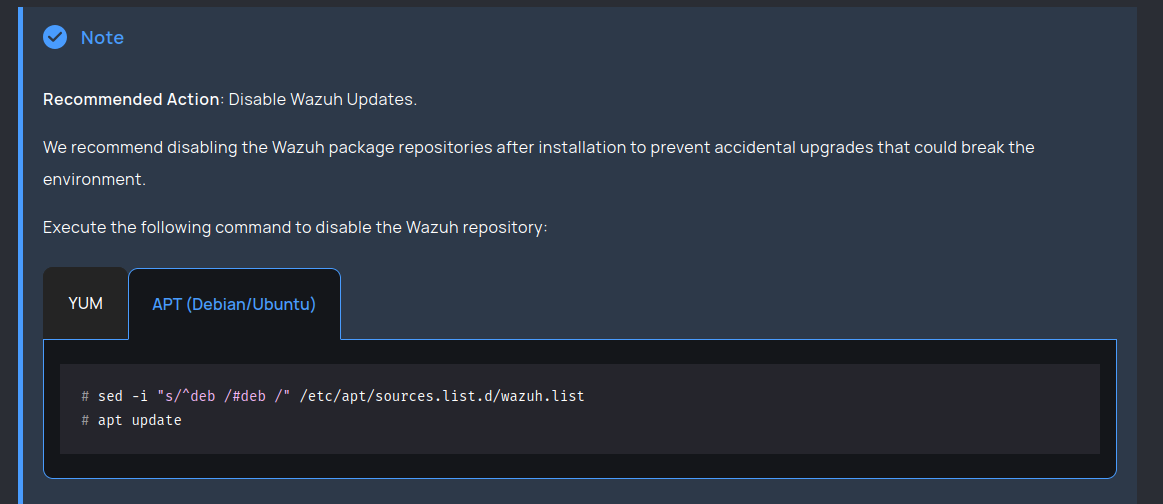 Note
Recommended Action: Disable Wazuh Updates.
We recommend disabling the Wazuh package repositories after installation to prevent accidental upgrades that could break the
environment.
Execute the following command to disable the Wazuh repository:
YUM
APT (Debian/Ubuntu)
# sed -i "s/^deb /#deb /" /etc/apt/sources.list.d/wazuh.list
# apt update